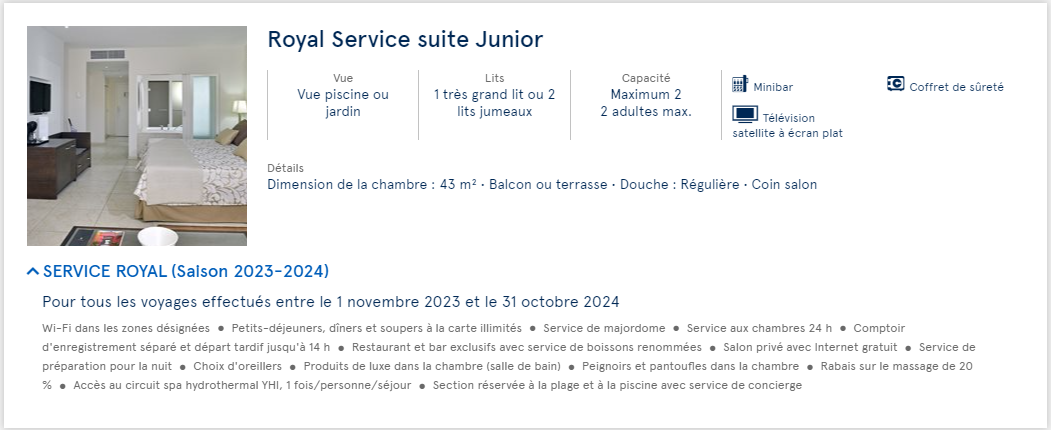 Royal Service suite Junior
Vue
Vue piscine ou
jardin
Lits
1 très grand lit ou 2
lits jumeaux
Capacité
Maximum 2
2 adultes max.
Minibar
Coffret de sûreté
Télévision
satellite à écran plat
Détails
Dimension de la chambre : 43 m² · Balcon ou terrasse · Douche : Régulière · Coin salon
SERVICE ROYAL (Saison 2023-2024)
Pour tous les voyages effectués entre le 1 novembre 2023 et le 31 octobre 2024
Wi-Fi dans les zones désignées ● Petits-déjeuners, dîners et soupers à la carte illimités ● Service de majordome ● Service aux chambres 24 h ● Comptoir
d'enregistrement séparé et départ tardif jusqu'à 14 h ● Restaurant et bar exclusifs avec service de boissons renommées ● Salon privé avec Internet gratuit ● Service de
préparation pour la nuit ● Choix d'oreillers ● Produits de luxe dans la chambre (salle de bain) ● Peignoirs et pantoufles dans la chambre ● Rabais sur le massage de 20
% ● Accès au circuit spa hydrothermal YHI, 1 fois/personne/séjour ● Section réservée à la plage et à la piscine avec service de concierge